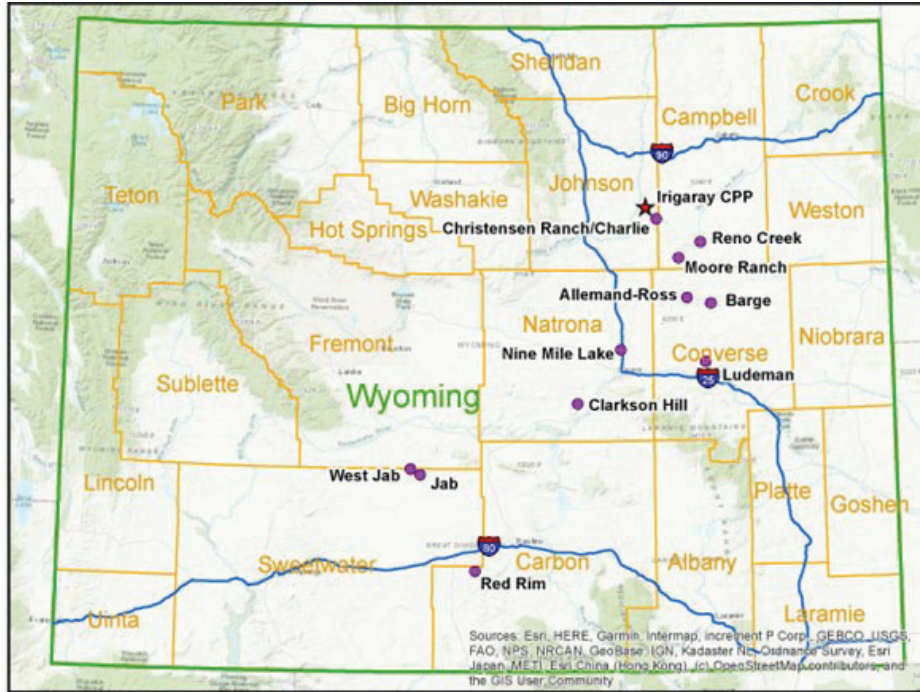 Sheridan
Park
Big Horn
Campbell
Crook
90
Johnson
Irigaray CPP
Teton
Washakie
Weston
Hot Springs
Christensen Ranch/Charlie
Reno Creek
Moore Ranch
Allemand-Ross
Barge
Natrona
Niobrara
Fremont
Nine Mile Lake
Converse
Ludeman
25
Sublette
Wyoming
Clarkson Hill
West Jab
Jab
Lincoln
Platte
Goshen
80
Sweetwater
Carbon
Albany
Red Rim
Uinta
Laramie
Sources: Esri, HERE, Garmin, Intermap, increment P Corp., GEBCO, USGS,
FAO, NPS, NRCAN, GeoBase, IGN, Kadaster NL, Ordnance Survey, Esri
Japan, METI, Esri China (Hong Kong), (c) OpenStreetMap contributors, and
the GIS User Community